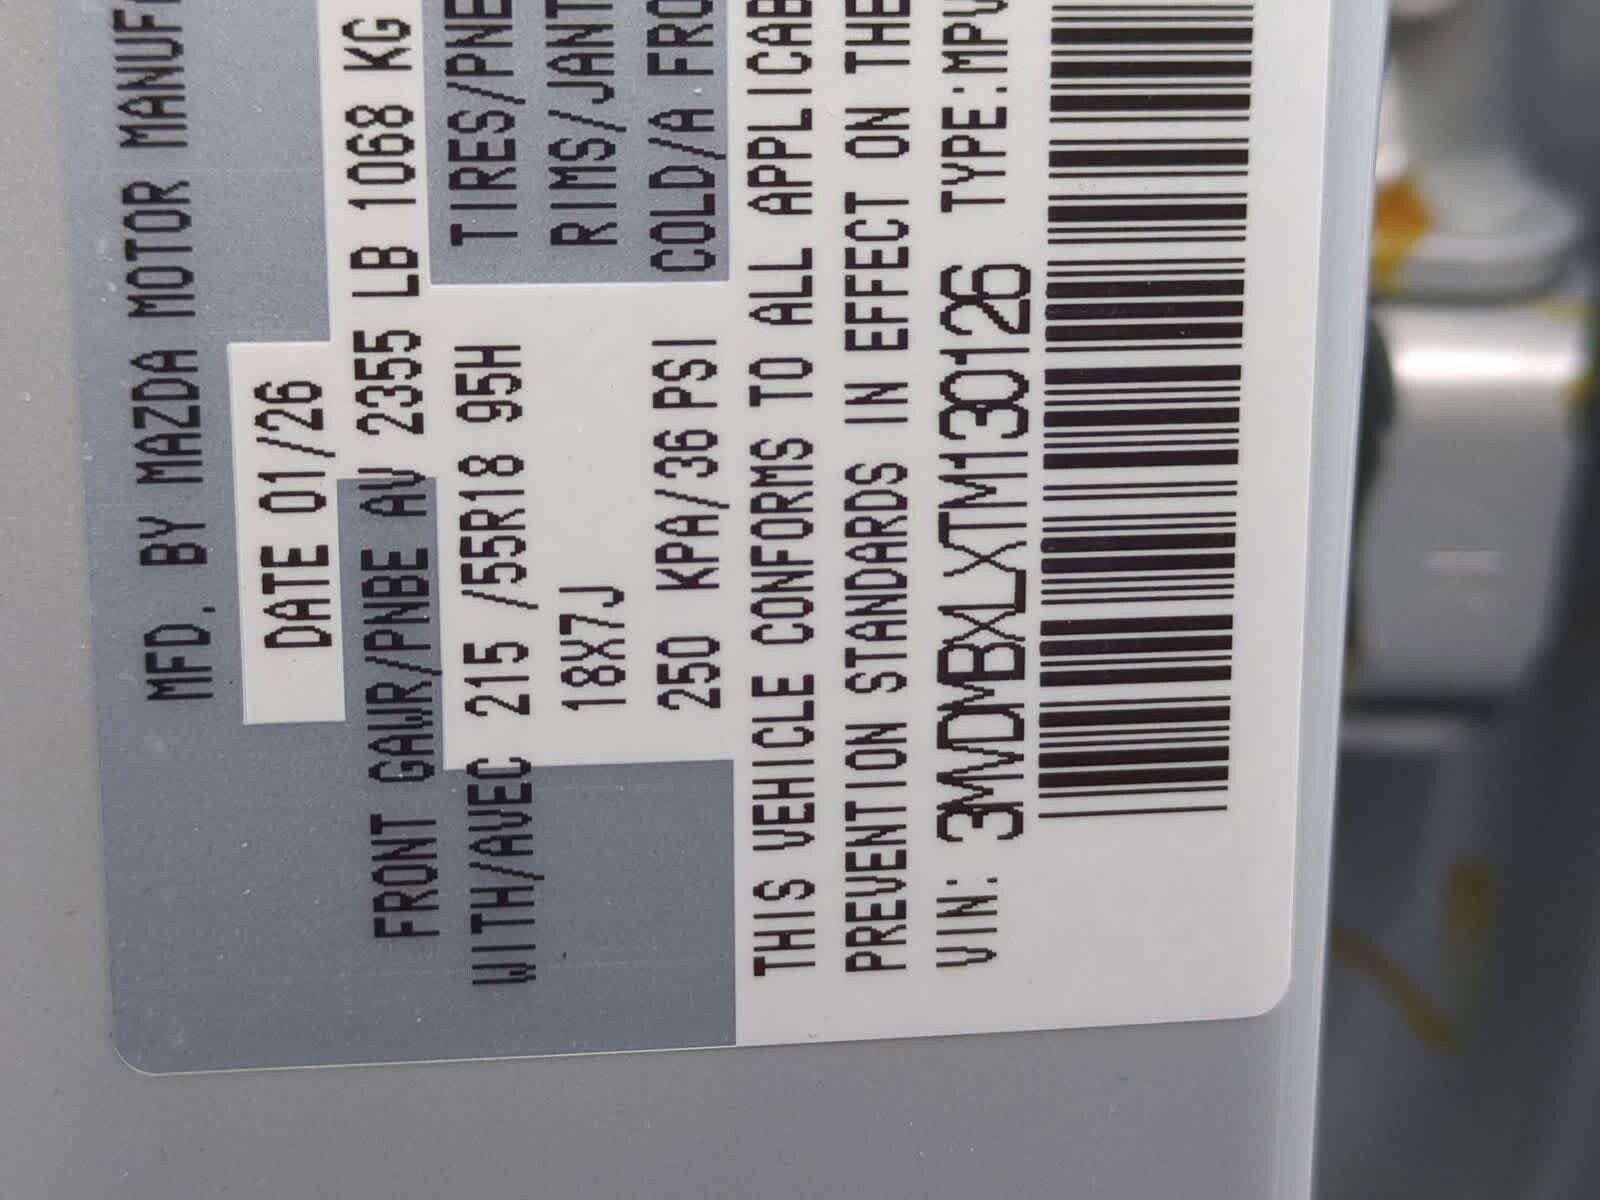 MFD. BY MAZDA MOTOR MANUF
DATE 01/26
FRONT GAWR/PNBE AV 2355 LB 1068 KG
WITH/AVEC 215 /55R18 95H TIRES/PNE
18X7J RIMS/JANT
250 KPA/36 PSI COLD/A FRO
THIS VEHICLE CONFORMS TO ALL APPLICAB
PREVENTION STANDARDS IN EFFECT ON THE
VIN: 3MVDMBXLXTM130126 TYPE:MPV